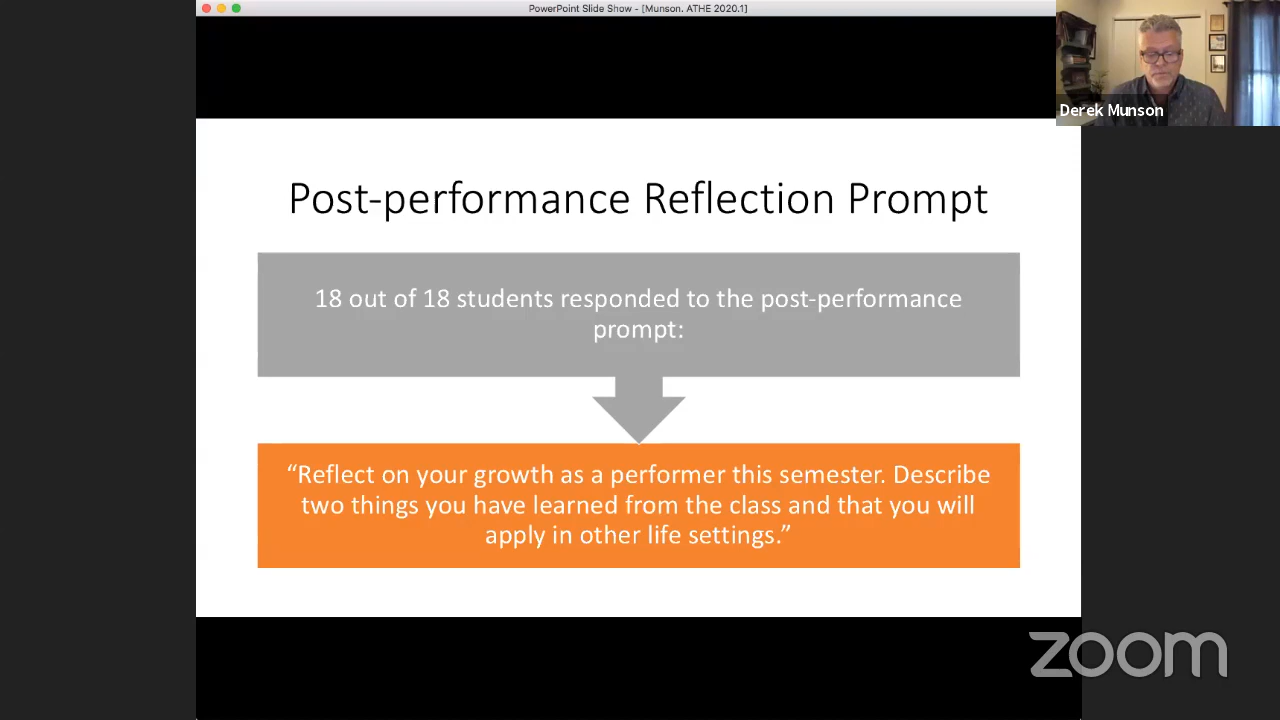 PowerPoint Slide Show - [Munson. ATHE 2020.1]
Derek Munson
Post-performance Reflection Prompt
18 out of 18 students responded to the post-performance
prompt:
“Reflect on your growth as a performer this semester. Describe
two things you have learned from the class and that you will
apply in other life settings.”
zoom